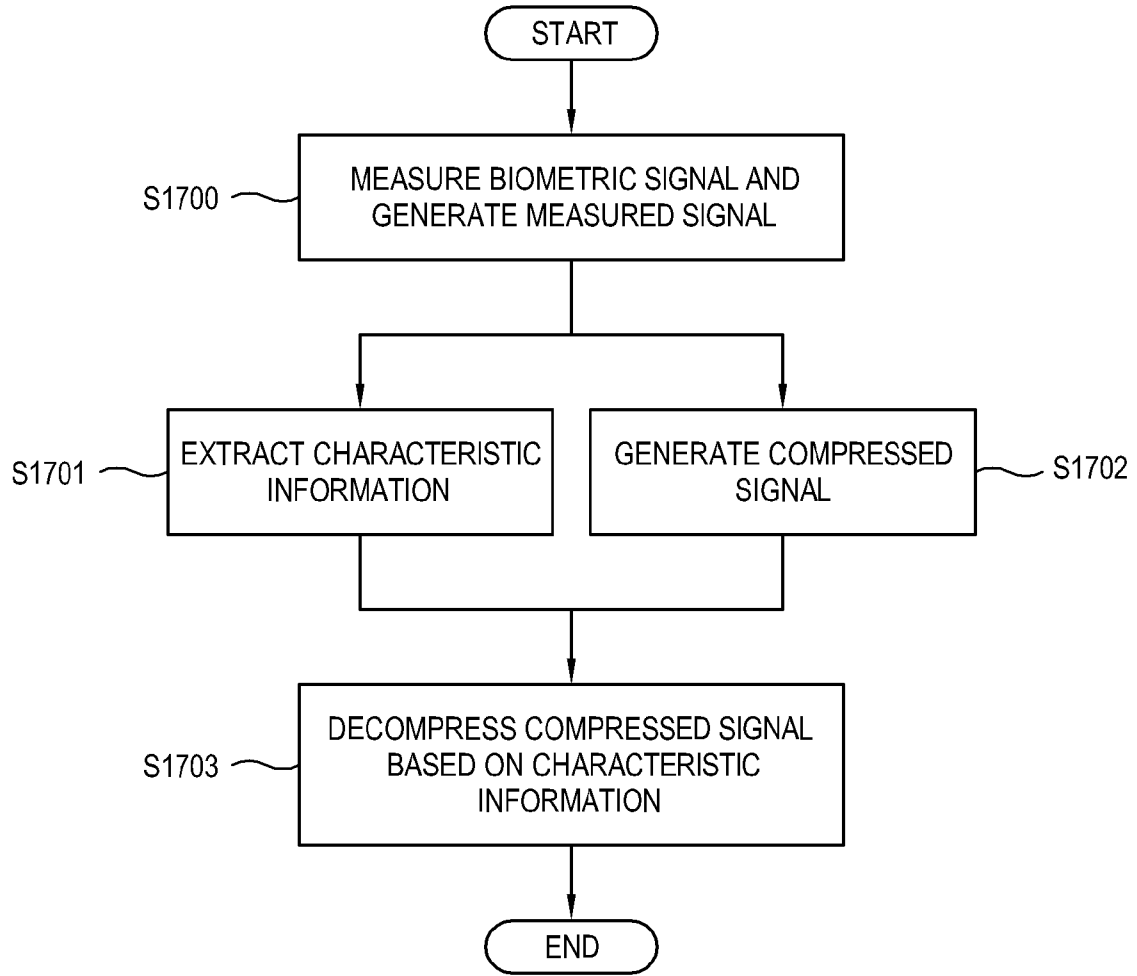 START
S1700
MEASURE BIOMETRIC SIGNAL AND
GENERATE MEASURED SIGNAL
S1701
EXTRACT CHARACTERISTIC
INFORMATION
GENERATE COMPRESSED
SIGNAL
S1702
S1703
DECOMPRESS COMPRESSED SIGNAL
BASED ON CHARACTERISTIC
INFORMATION
END